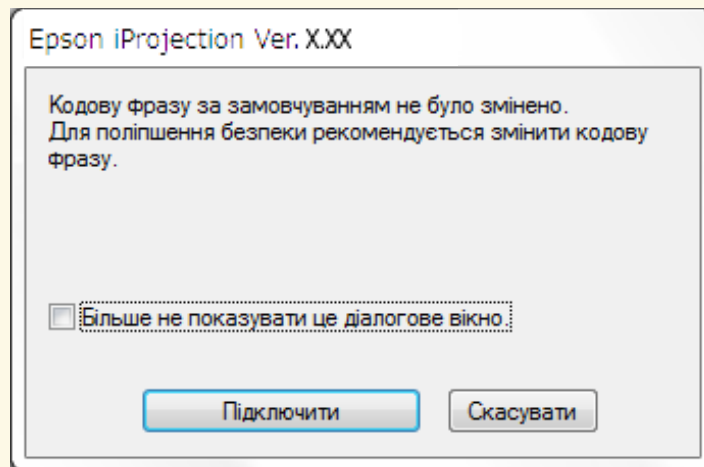 Epson iProjection Ver. X.XX
Кодову фразу за замовчуванням не було змінено.
Для поліпшення безпеки рекомендується змінити кодову
фразу.
Більше не показувати це діалогове вікно.
Підключити
Скасувати